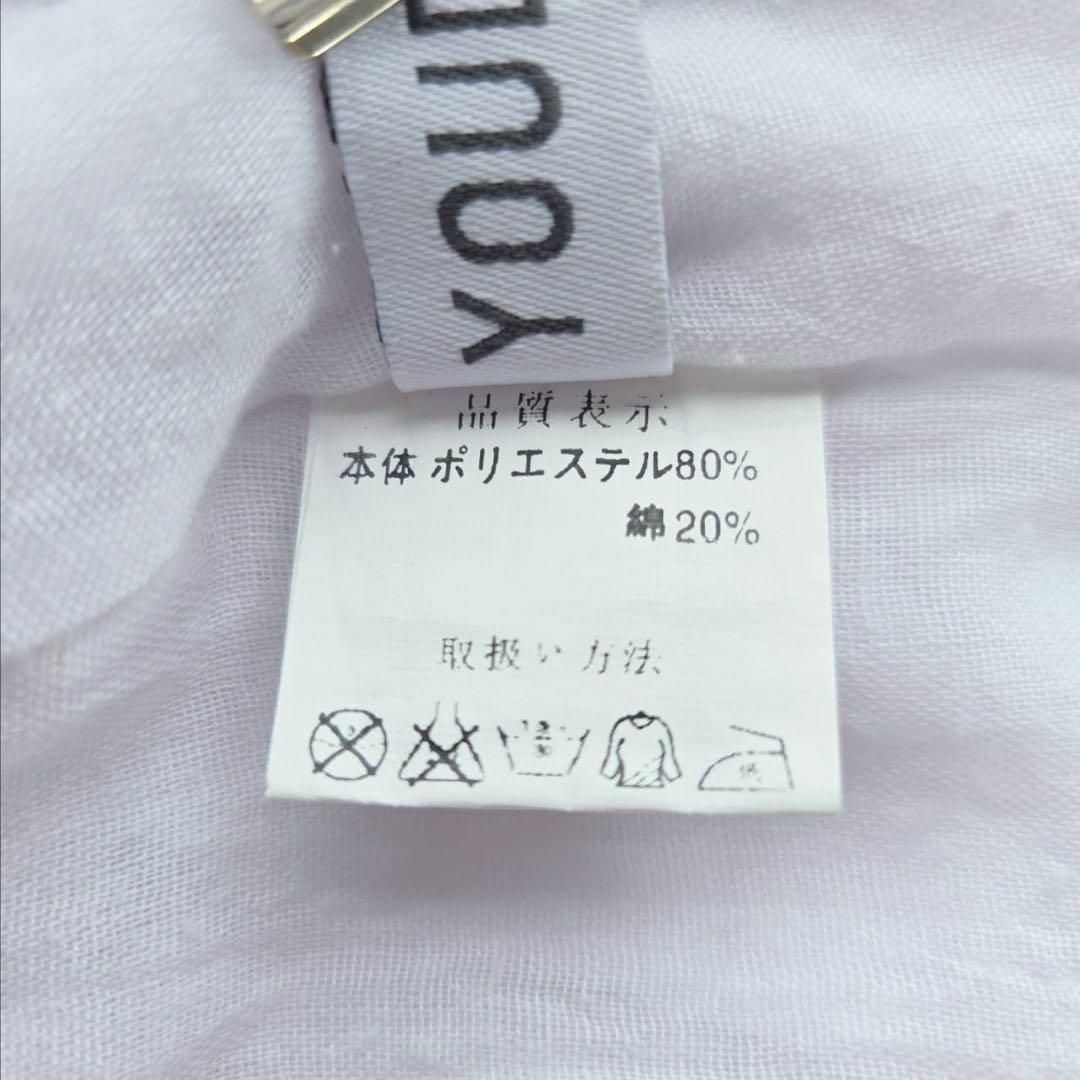 YOU
品質表示
本体 ポリエステル80%
綿 20%
取扱い方法
低